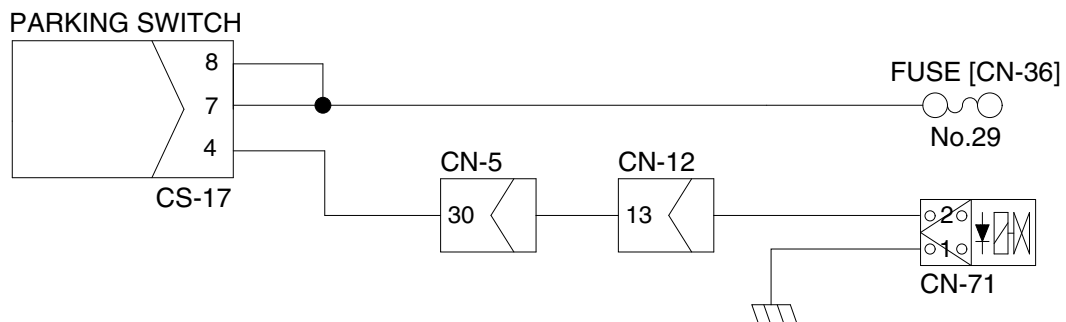 PARKING SWITCH
8
7
4
CS-17
FUSE [CN-36]
No.29
CN-5
30
CN-12
13
2
1
CN-71